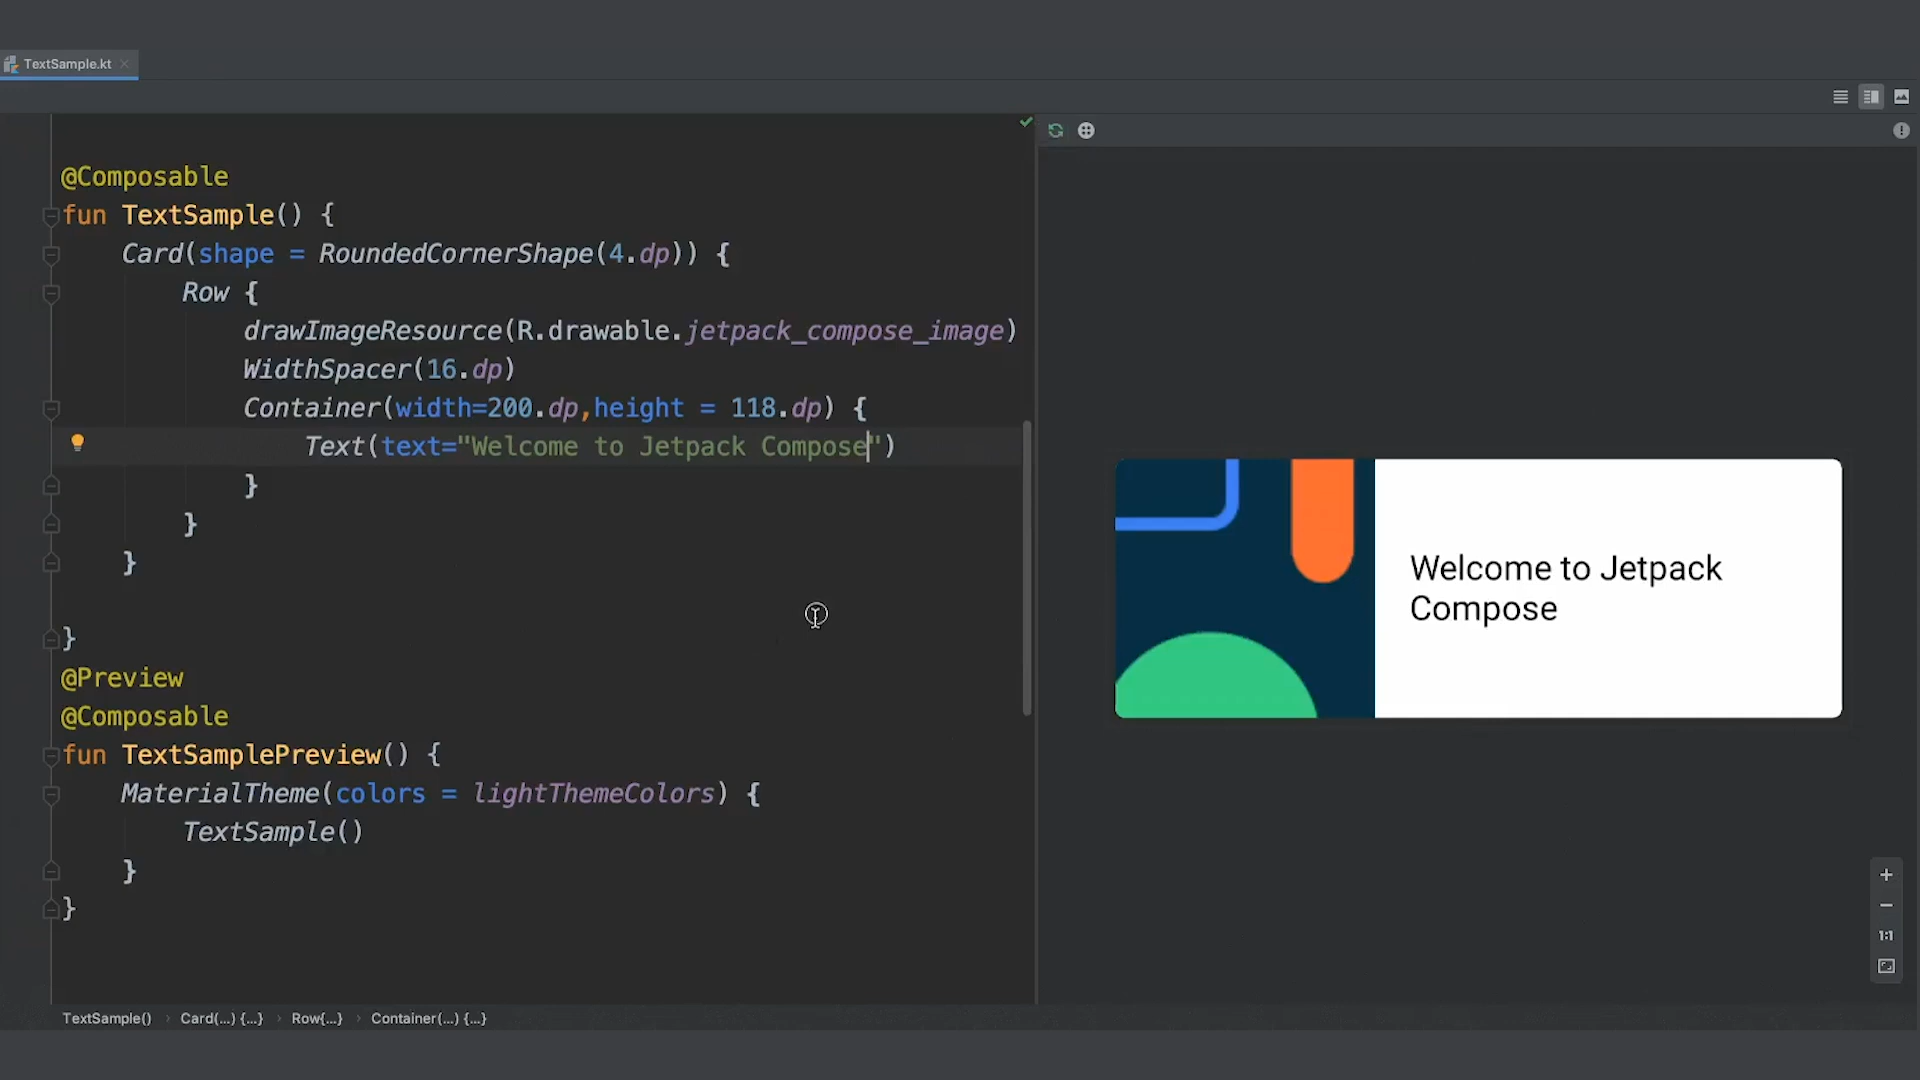 TextSample.kt
@Composable
fun TextSample() {
Card(shape = RoundedCornerShape(4.dp)) {
Row {
drawImageResource(R.drawable.jetpack_compose_image)
WidthSpacer(16.dp)
Container(width=200.dp,height = 118.dp) {
Text(text="Welcome to Jetpack Compose")
}
}
}
}
@Preview
@Composable
fun TextSamplePreview() {
MaterialTheme(colors = lightThemeColors) {
TextSample()
}
}
Welcome to Jetpack
Compose
1:1
TextSample() › Card(...) {...} › Row{...} › Container(...) {...}